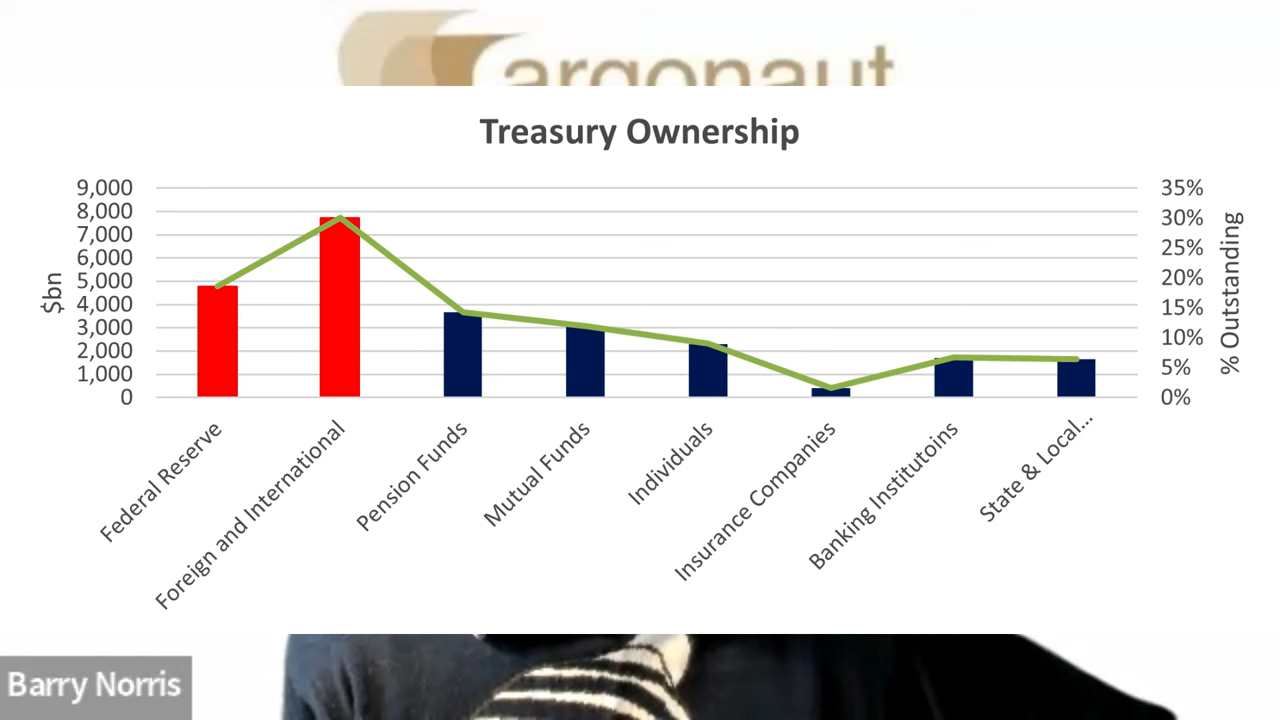 argonaut
Treasury Ownership
9,000
8,000
7,000
6,000
5,000
4,000
3,000
2,000
1,000
0
$bn
35%
30%
25%
20%
15%
10%
5%
0%
% Outstanding
Federal Reserve
Foreign and International
Pension Funds
Mutual Funds
Individuals
Insurance Companies
Banking Institutoins
State & Local...
Barry Norris